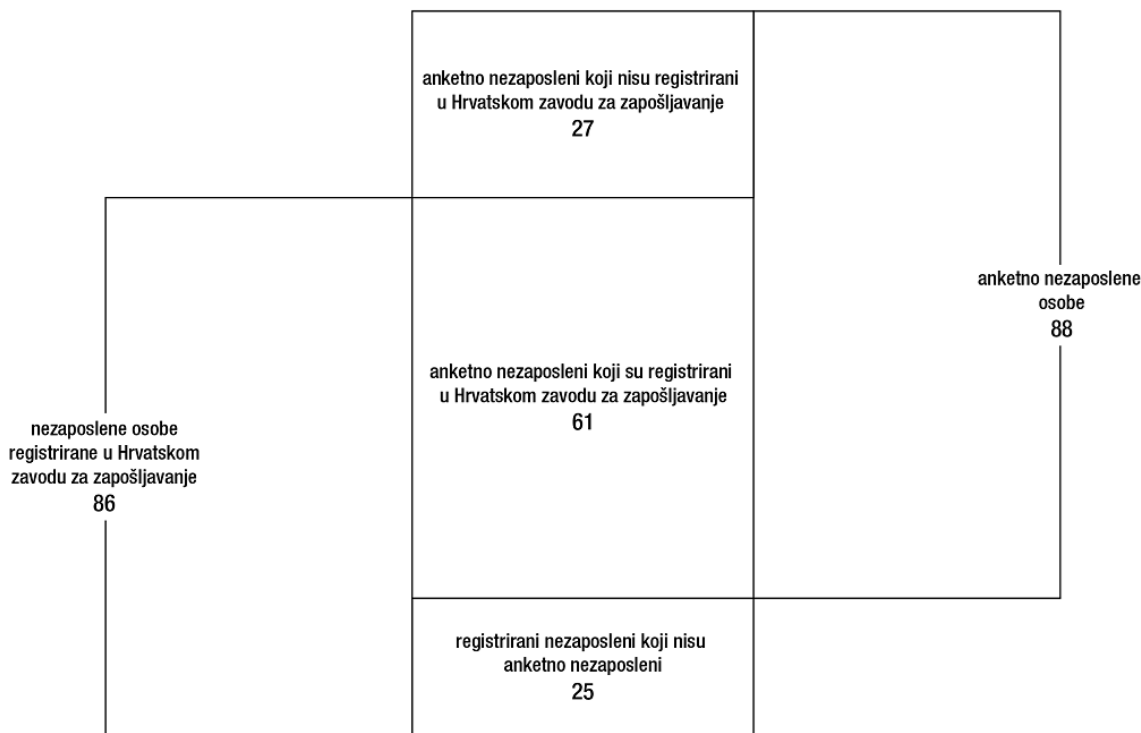 anketno nezaposleni koji nisu registrirani
u Hrvatskom zavodu za zapošljavanje
27
anketno nezaposlene
osobe
88
anketno nezaposleni koji su registrirani
u Hrvatskom zavodu za zapošljavanje
61
nezaposlene osobe
registrirane u Hrvatskom
zavodu za zapošljavanje
86
registrirani nezaposleni koji nisu
anketno nezaposleni
25